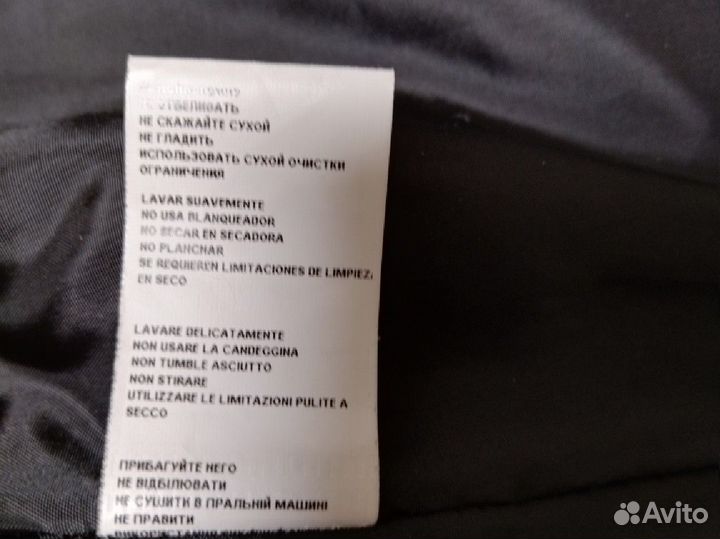 НЕ ОТБЕЛИВАТЬ
НЕ СКАЖАЙТЕ СУХОЙ
НЕ ГЛАДИТЬ
ИСПОЛЬЗОВАТЬ СУХОЙ ОЧИСТКИ
ОГРАНИЧЕНИЯ
LAVAR SUAVEMENTE
NO USA BLANQUEADOR
NO SECAR EN SECADORA
NO PLANCHAR
SE REQUIEREN LIMITACIONES DE LIMPIEZ
EN SECO
LAVARE DELICATAMENTE
NON USARE LA CANDEGGINA
NON TUMBLE ASCIUTTO
NON STIRARE
UTILIZZARE LE LIMITAZIONI PULITE A
SECCO
ПРИБАГУЙТЕ НЕГО
НЕ ВІДБІЛЮВАТИ
НЕ СУШИТИ В ПРАЛЬНІЙ МАШИНІ
НЕ ПРАВИТИ
Avito